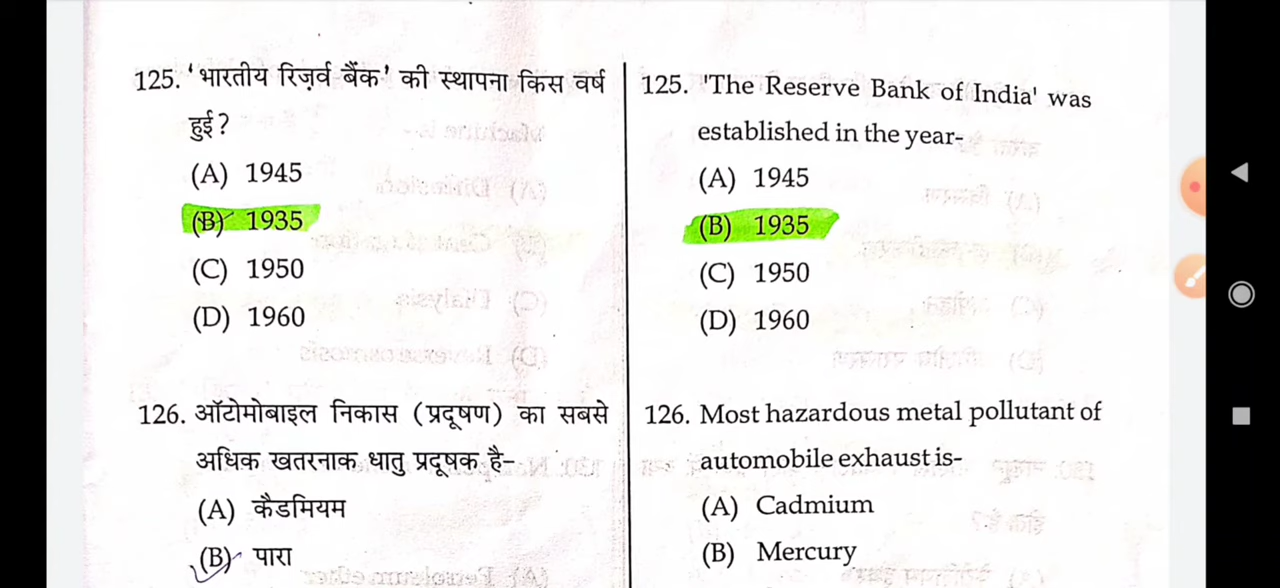 125. ‘भारतीय रिज़र्व बैंक’ की स्थापना किस वर्ष
हुई?
(A) 1945
(B) 1935
(C) 1950
(D) 1960
126. ऑटोमोबाइल निकास (प्रदूषण) का सबसे
अधिक खतरनाक धातु प्रदूषक है-
(A) कैडमियम
(B) पारा
125. 'The Reserve Bank of India' was
established in the year-
(A) 1945
(B) 1935
(C) 1950
(D) 1960
126. Most hazardous metal pollutant of
automobile exhaust is-
(A) Cadmium
(B) Mercury